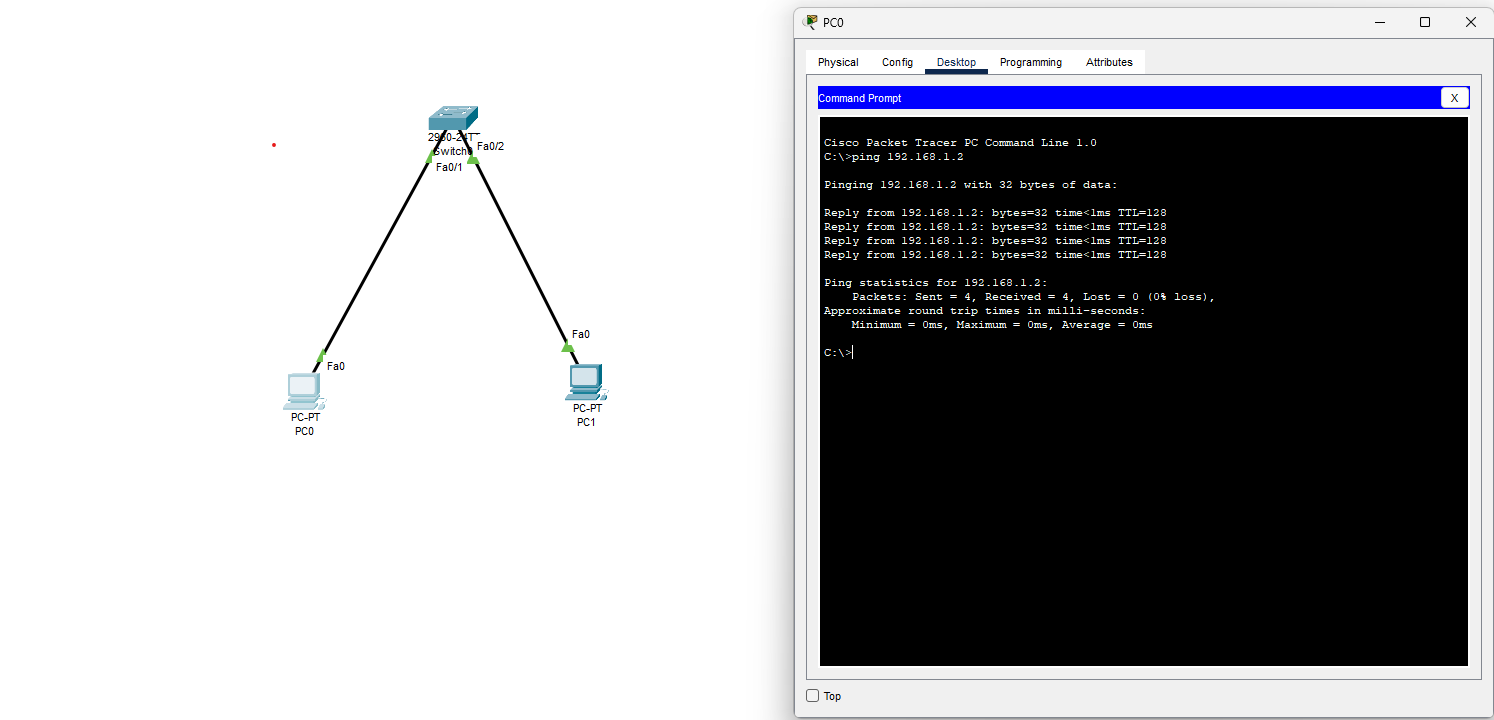 2960-24TT
Switch0
Fa0/2
Fa0/1
Fa0
Fa0
PC-PT
PC0
PC-PT
PC1
PC0
Physical
Config
Desktop
Programming
Attributes
Command Prompt
X
Cisco Packet Tracer PC Command Line 1.0
C:\>ping 192.168.1.2
Pinging 192.168.1.2 with 32 bytes of data:
Reply from 192.168.1.2: bytes=32 time<1ms TTL=128
Reply from 192.168.1.2: bytes=32 time<1ms TTL=128
Reply from 192.168.1.2: bytes=32 time<1ms TTL=128
Reply from 192.168.1.2: bytes=32 time<1ms TTL=128
Ping statistics for 192.168.1.2:
Packets: Sent = 4, Received = 4, Lost = 0 (0% loss),
Approximate round trip times in milli-seconds:
Minimum = 0ms, Maximum = 0ms, Average = 0ms
C:\>
Top